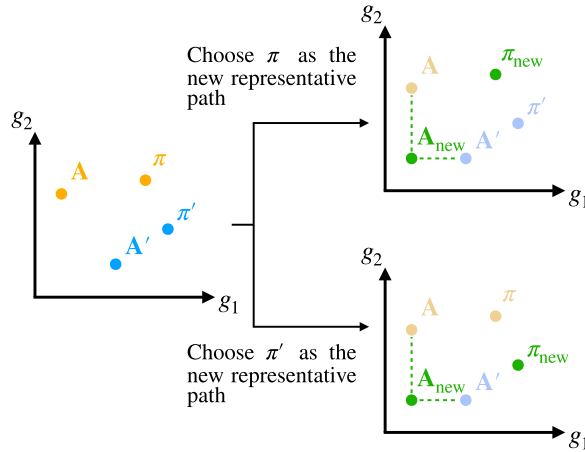 g₂
A
π
π′
A′
g₁
Choose π as the
new representative
path
g₂
A
πnew
π′
Anew
A′
g₁
Choose π′ as the
new representative
path
g₂
A
π
πnew
Anew
A′
g₁